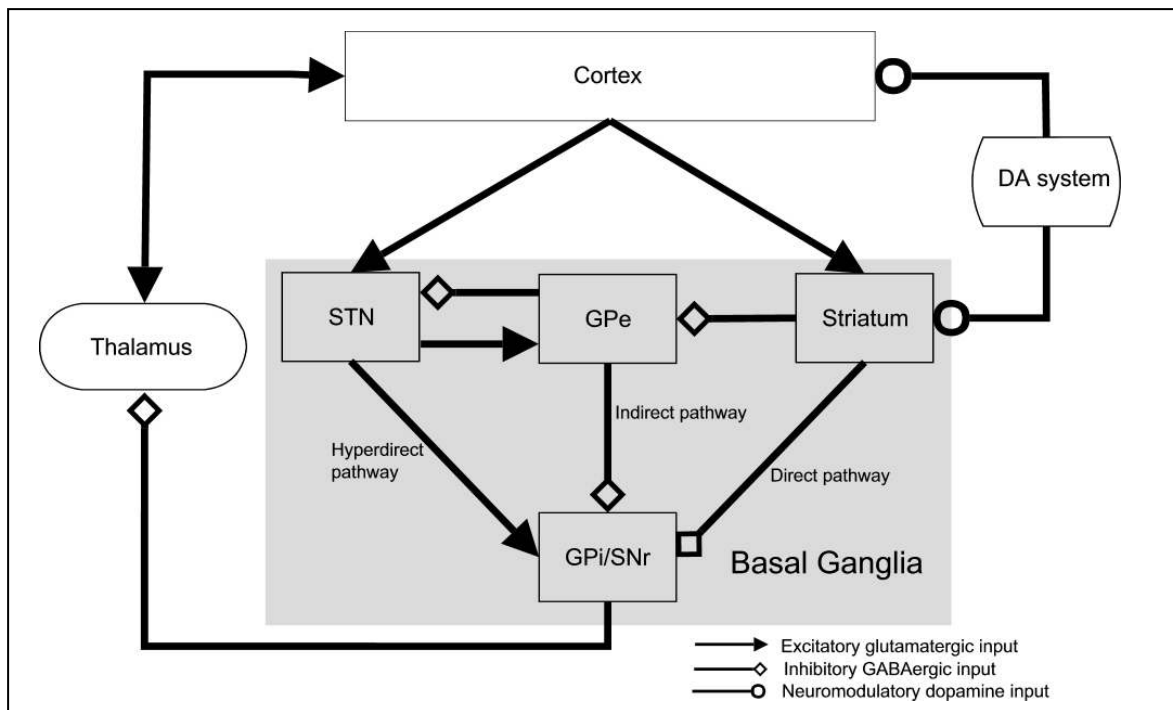 Cortex
DA system
STN
GPe
Striatum
Thalamus
Indirect pathway
Hyperdirect
pathway
Direct pathway
GPi/SNr
Basal Ganglia
Excitatory glutamatergic input
Inhibitory GABAergic input
Neuromodulatory dopamine input